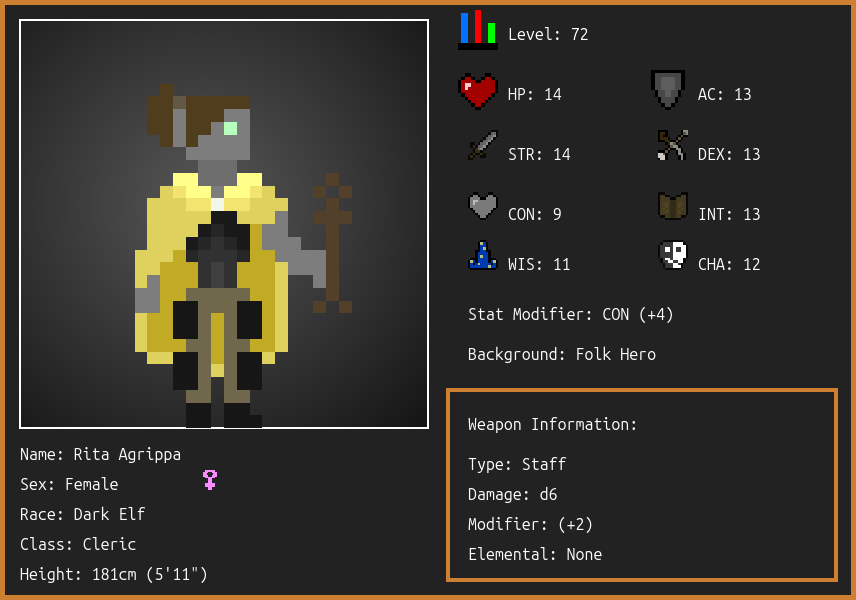 Level: 72
HP: 14
AC: 13
STR: 14
DEX: 13
CON: 9
INT: 13
WIS: 11
CHA: 12
Stat Modifier: CON (+4)
Background: Folk Hero
Weapon Information:
Type: Staff
Damage: d6
Modifier: (+2)
Elemental: None
Name: Rita Agrippa
Sex: Female
Race: Dark Elf
Class: Cleric
Height: 181cm (5'11")